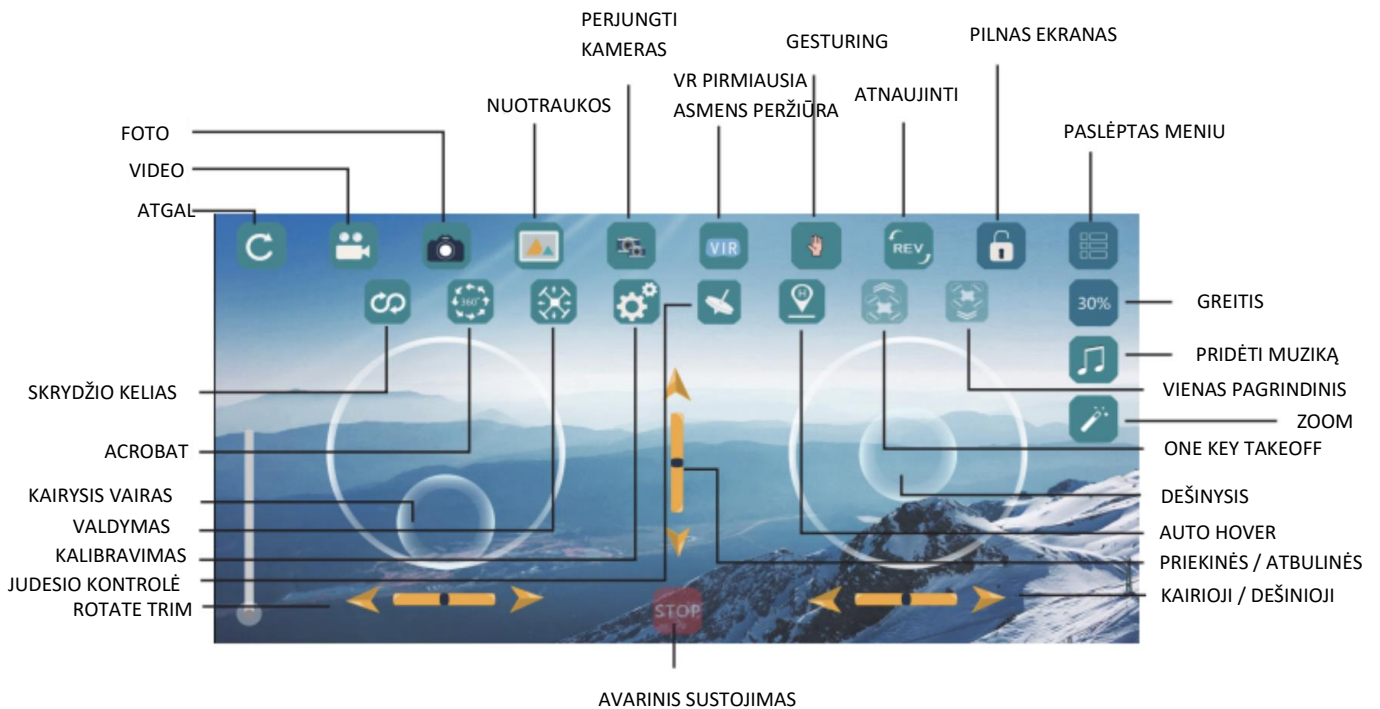 PERJUNGTI
KAMERAS
GESTURING
PILNAS EKRANAS
VR PIRMIAUSIA
ASMENS PERŽIŪRA
NUOTRAUKOS
ATNAUJINTI
FOTO
PASLĖPTAS MENIU
VIDEO
ATGAL
VIR
REV
360°
H
30%
GREITIS
PRIDĖTI MUZIKĄ
SKRYDŽIO KELIAS
VIENAS PAGRINDINIS
ZOOM
ACROBAT
ONE KEY TAKEOFF
KAIRYSIS VAIRAS
DEŠINYSIS
VALDYMAS
AUTO HOVER
KALIBRAVIMAS
PRIEKINĖS / ATBULINĖS
JUDESIO KONTROLĖ
KAIRIOJI / DEŠINIOJI
ROTATE TRIM
STOP
AVARINIS SUSTOJIMAS